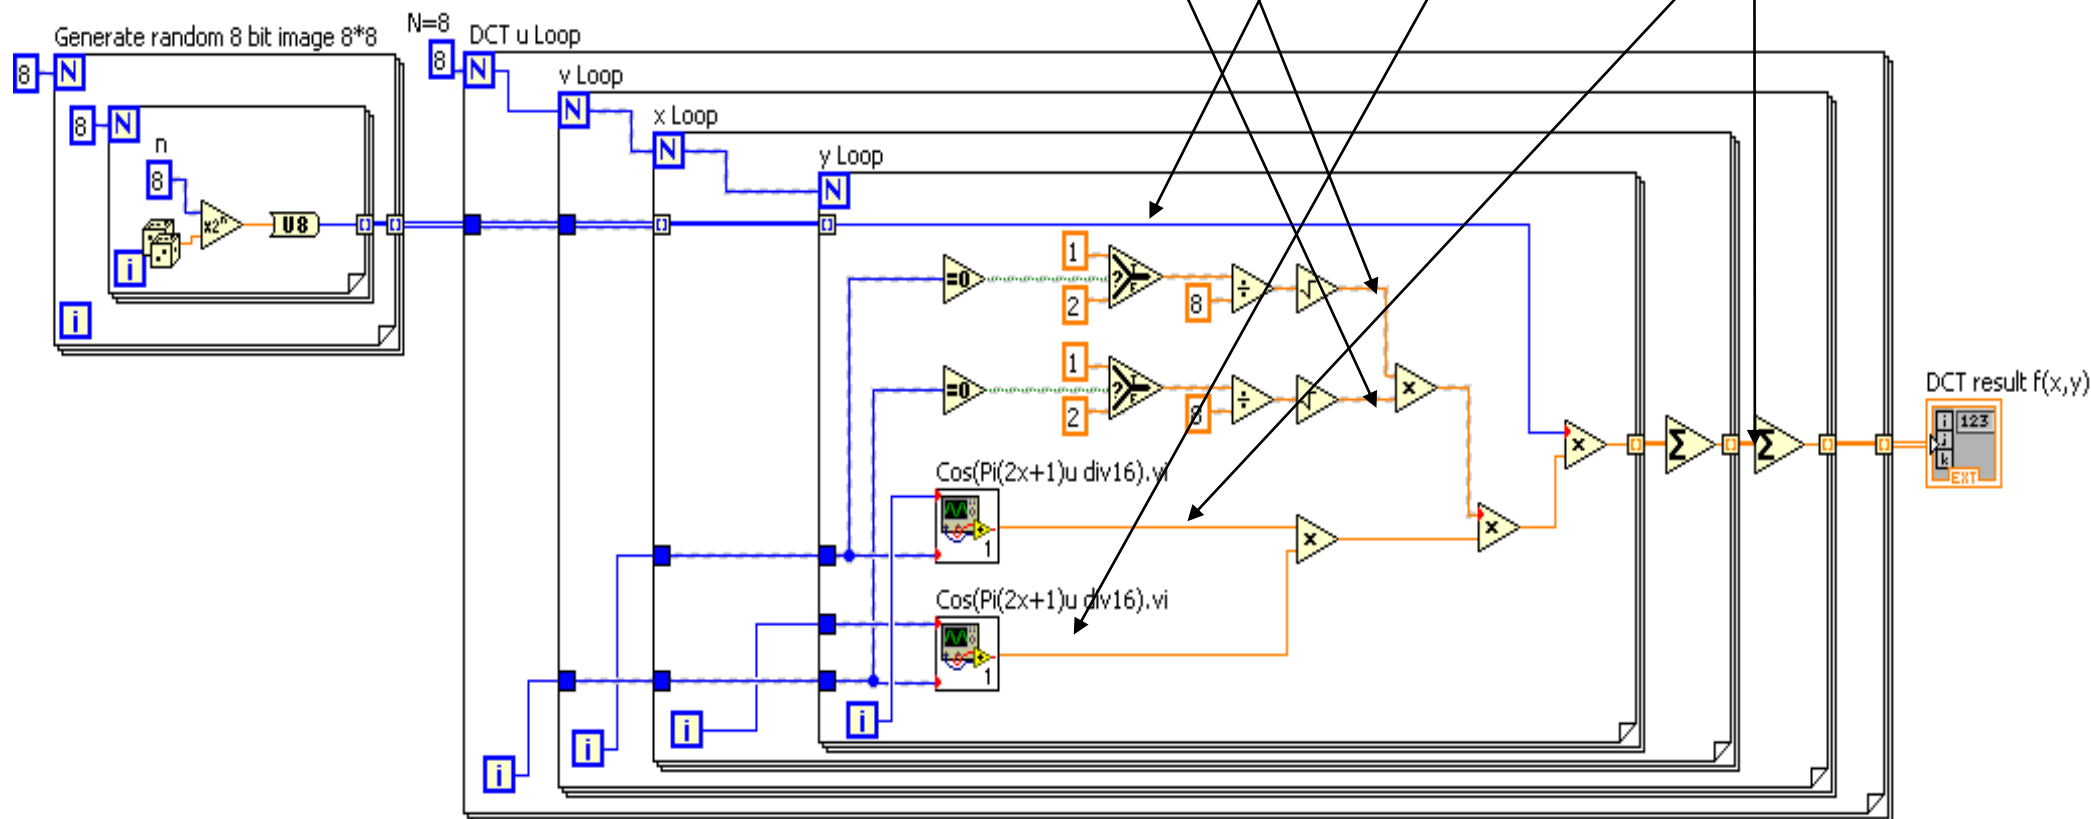 Generate random 8 bit image 8*8
8
N
8
N
n
8
x2ⁿ
U8
i
i
N=8
8
DCT u Loop
N
v Loop
N
x Loop
N
y Loop
N
=0
1
?
T
F
2
8
÷
√
=0
1
?
T
F
2
8
÷
√
x
Cos(Pi(2x+1)u div16).vi
1
x
x
x
Σ
Σ
Cos(Pi(2x+1)u div16).vi
1
i
i
i
i
DCT result f(x,y)
i
j
k
123
EXT